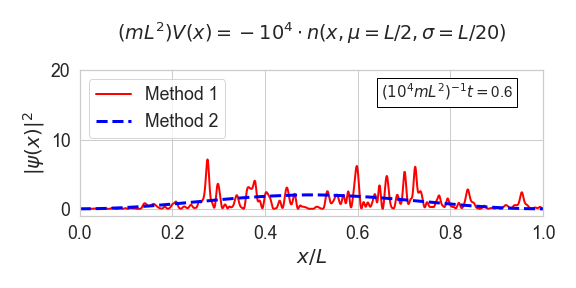 (mL²)V(x) = −10⁴ · n(x, μ = L/2, σ = L/20)
20
10
0
|ψ(x)|²
Method 1
Method 2
(10⁴mL²)⁻¹t = 0.6
0.0 0.2 0.4 0.6 0.8 1.0
x/L